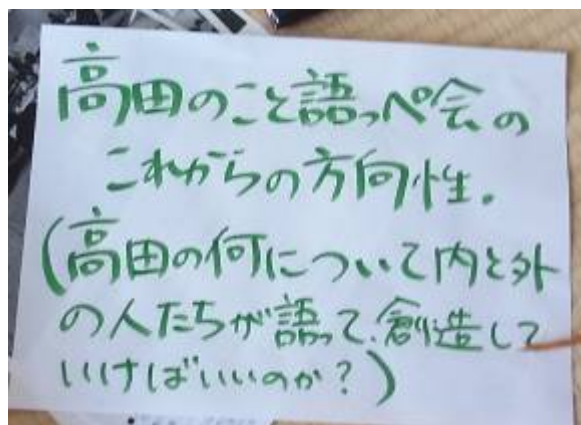 高田のこと語っぺ会の
これからの方向性。
(高田の何について内と外
の人たちが語って、創造して
いけばいいのか?)